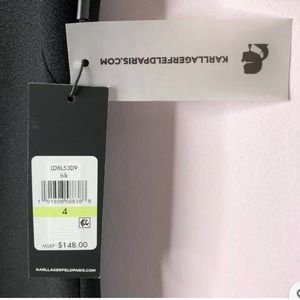 KARLLAGERFELDPARIS.COM
LD8L53D9
blk
4
MSRP $148.00
KARLLAGERFELDPARIS.COM